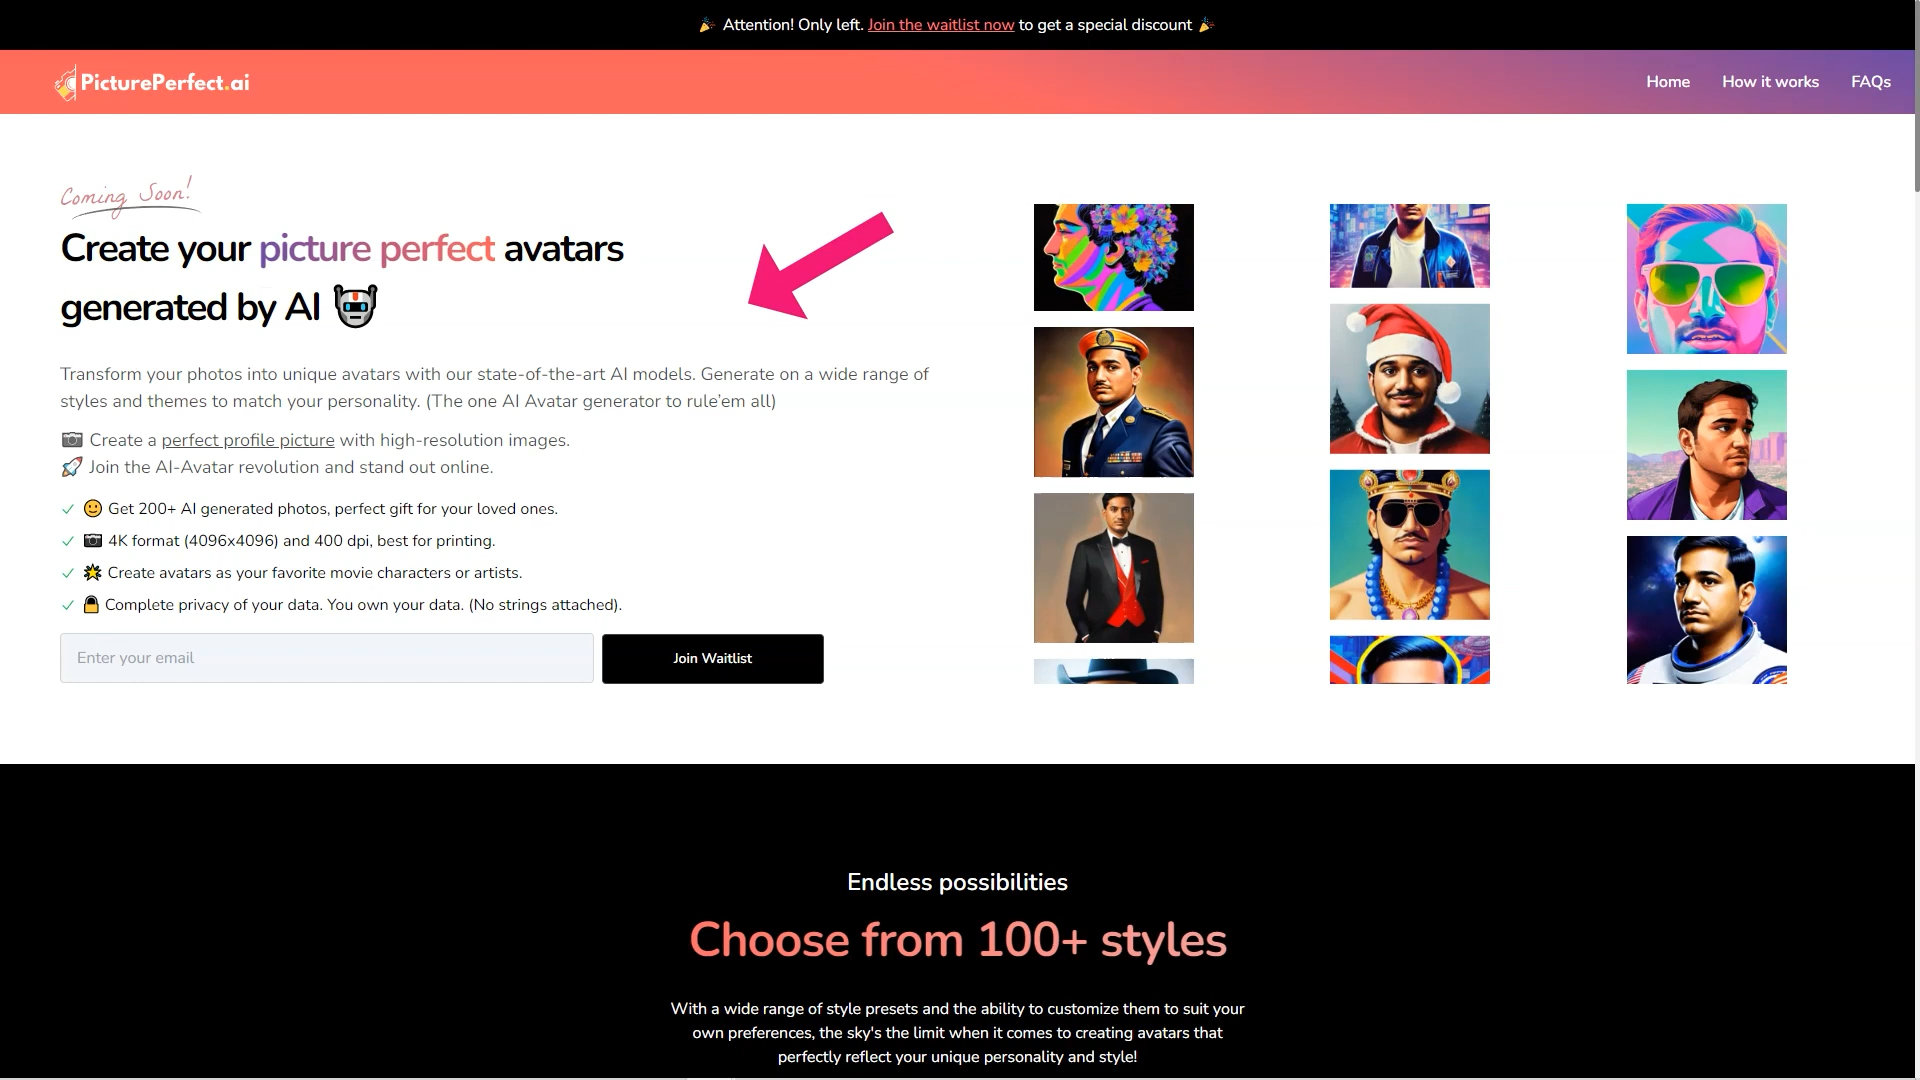 🎉 Attention! Only left. Join the waitlist now to get a special discount 🎉
PicturePerfect.ai
Home
How it works
FAQs
Coming Soon!
Create your picture perfect avatars
generated by AI 🤖
Transform your photos into unique avatars with our state-of-the-art AI models. Generate on a wide range of
styles and themes to match your personality. (The one AI Avatar generator to rule’em all)
📷 Create a perfect profile picture with high-resolution images.
🚀 Join the AI-Avatar revolution and stand out online.
✓ 🙂 Get 200+ AI generated photos, perfect gift for your loved ones.
✓ 📷 4K format (4096x4096) and 400 dpi, best for printing.
✓ 🌟 Create avatars as your favorite movie characters or artists.
✓ 🔒 Complete privacy of your data. You own your data. (No strings attached).
Enter your email
Join Waitlist
Endless possibilities
Choose from 100+ styles
With a wide range of style presets and the ability to customize them to suit your
own preferences, the sky's the limit when it comes to creating avatars that
perfectly reflect your unique personality and style!